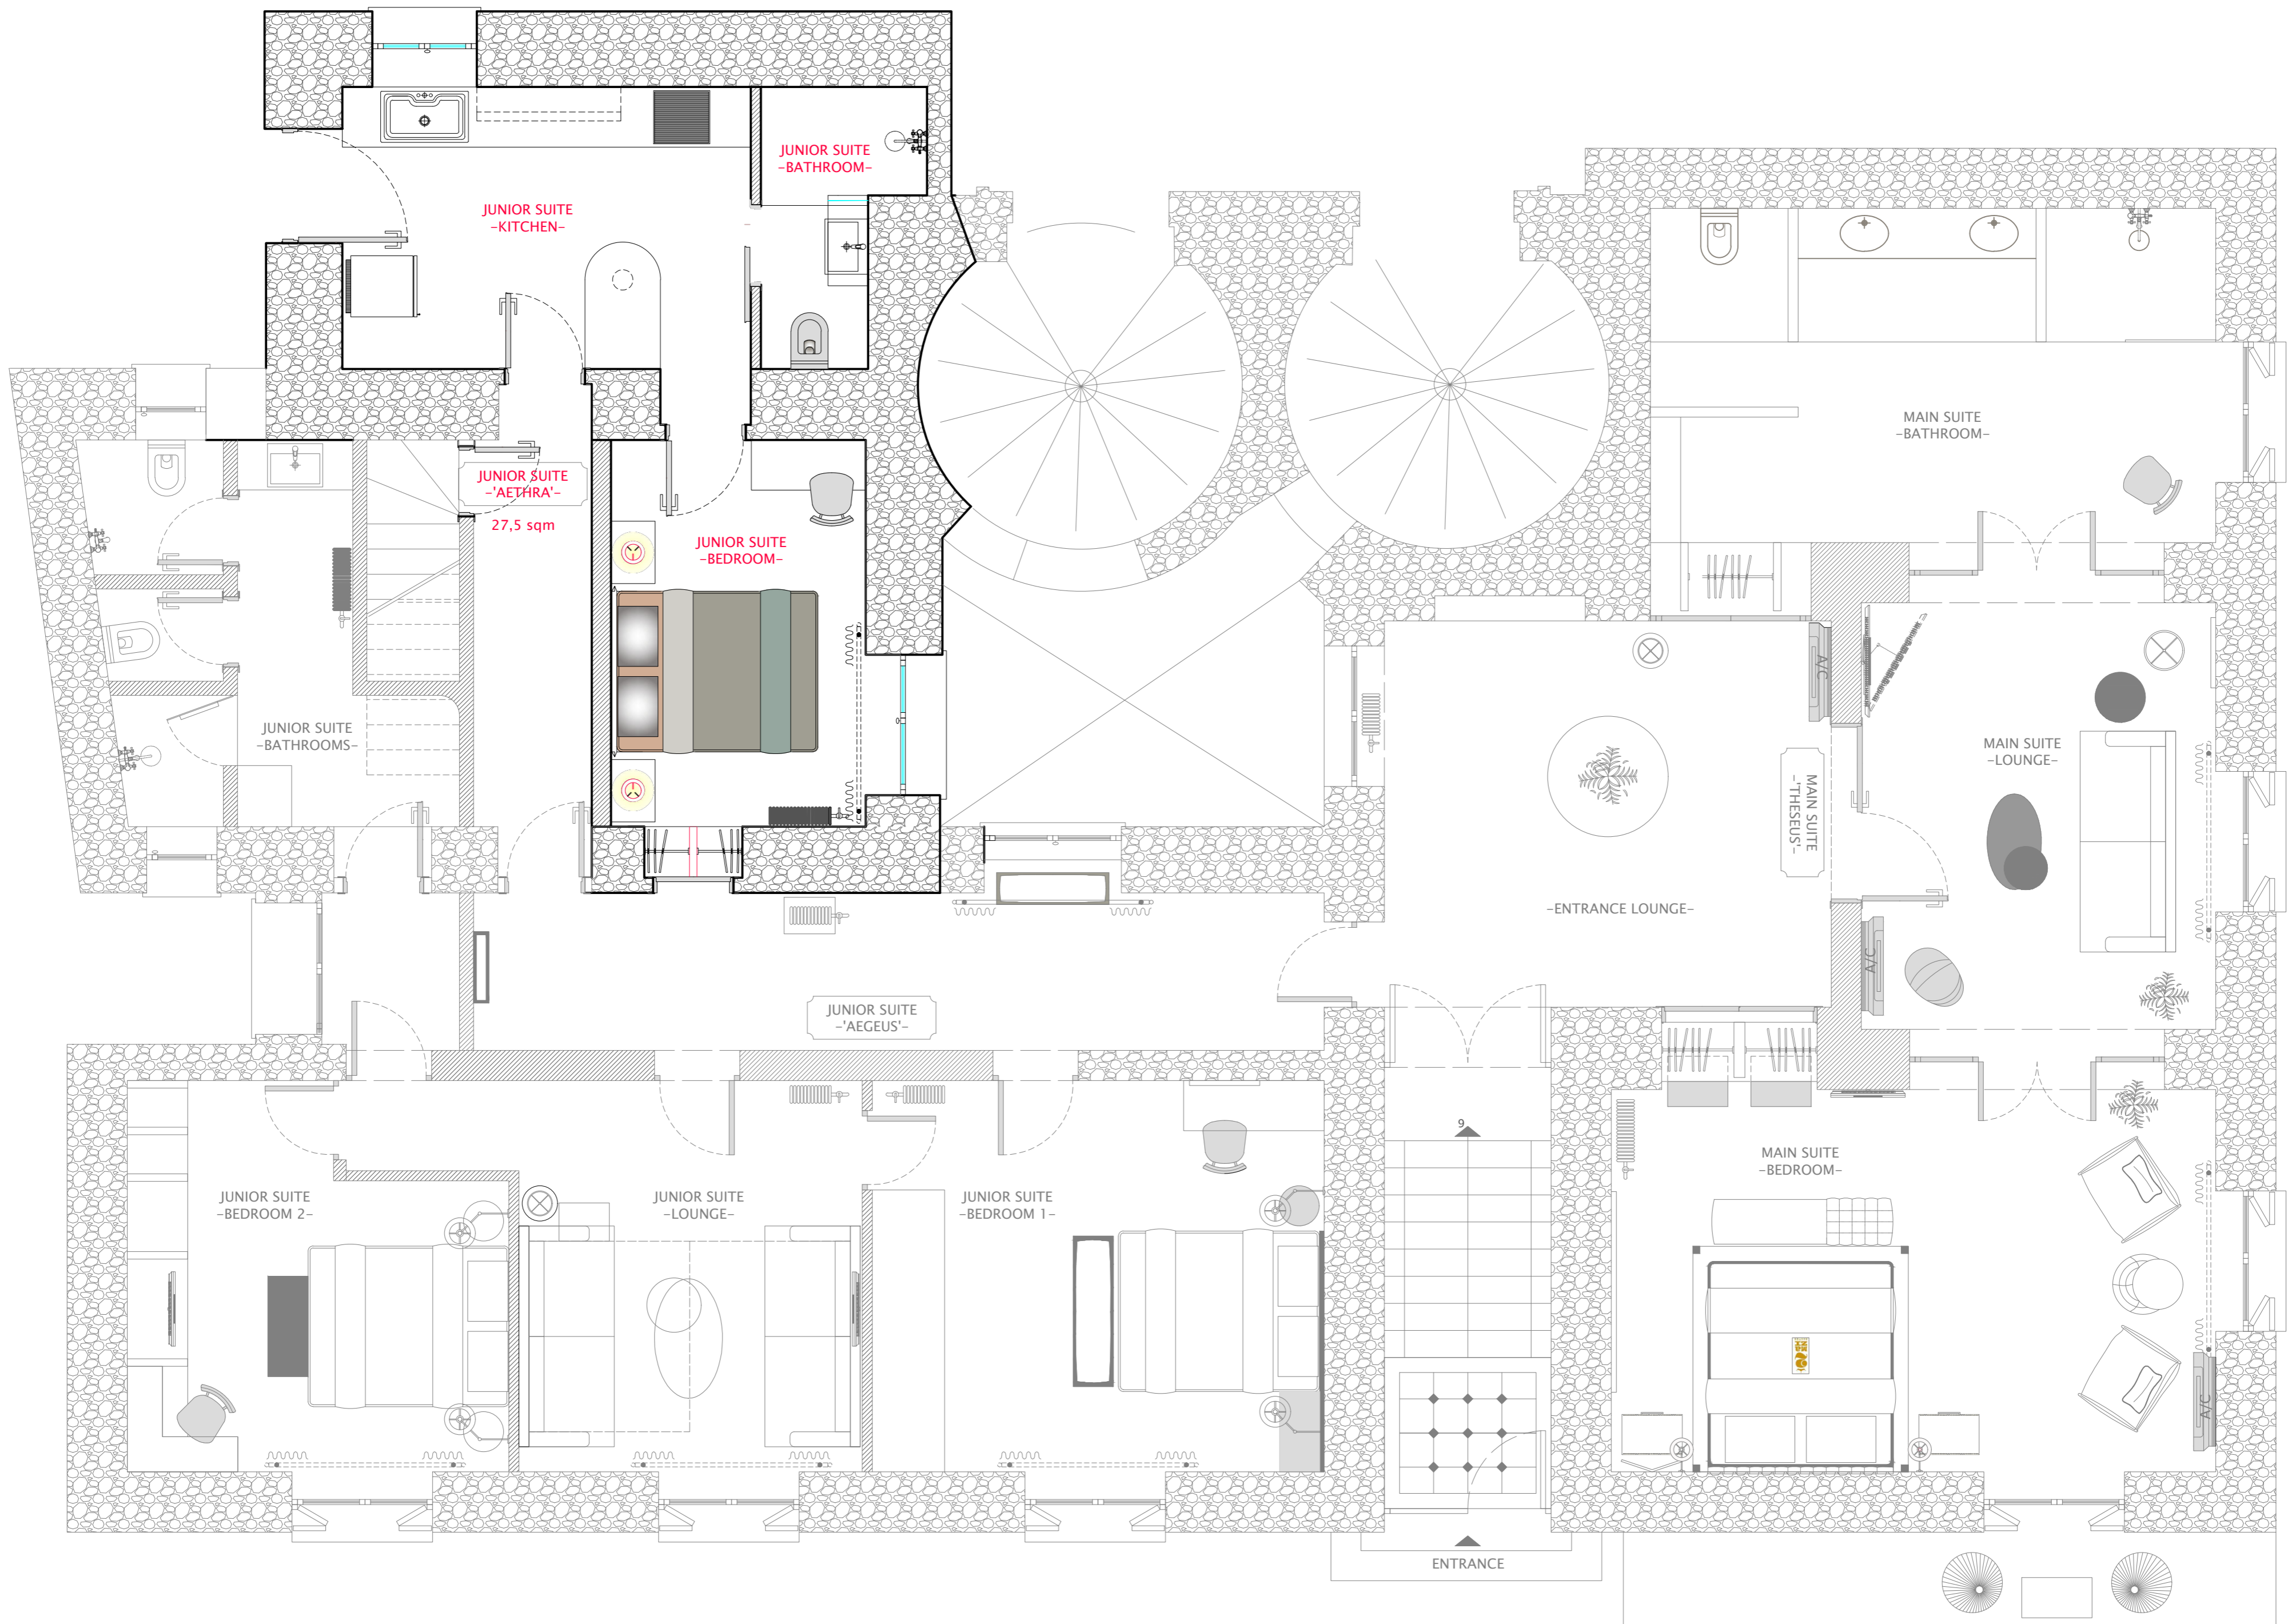 JUNIOR SUITE
-BATHROOM-
JUNIOR SUITE
-KITCHEN-
MAIN SUITE
-BATHROOM-
JUNIOR SUITE
-'AETHRA'-
27,5 sqm
JUNIOR SUITE
-BEDROOM-
A/C
JUNIOR SUITE
-BATHROOMS-
MAIN SUITE
-LOUNGE-
MAIN SUITE
-'THESEUS'-
-ENTRANCE LOUNGE-
A/C
JUNIOR SUITE
-'AEGEUS'-
9
MAIN SUITE
-BEDROOM-
JUNIOR SUITE
-BEDROOM 2-
JUNIOR SUITE
-LOUNGE-
JUNIOR SUITE
-BEDROOM 1-
A/C
ENTRANCE